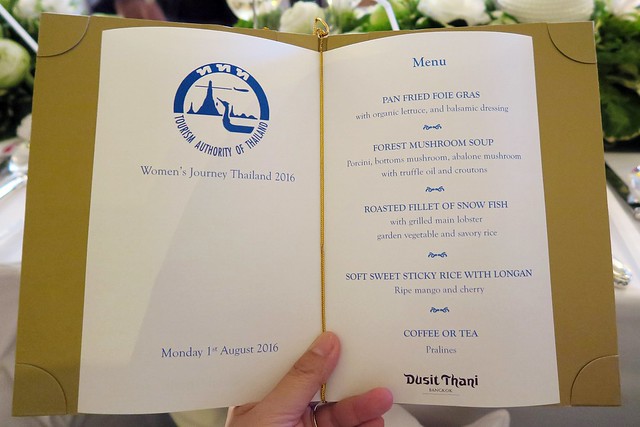 ททท
TOURISM AUTHORITY OF THAILAND
Women's Journey Thailand 2016
Monday 1st August 2016
Menu
PAN FRIED FOIE GRAS
with organic lettuce, and balsamic dressing
FOREST MUSHROOM SOUP
Porcini, bottoms mushroom, abalone mushroom
with truffle oil and croutons
ROASTED FILLET OF SNOW FISH
with grilled main lobster
garden vegetable and savory rice
SOFT SWEET STICKY RICE WITH LONGAN
Ripe mango and cherry
COFFEE OR TEA
Pralines
Dusit Thani
BANGKOK